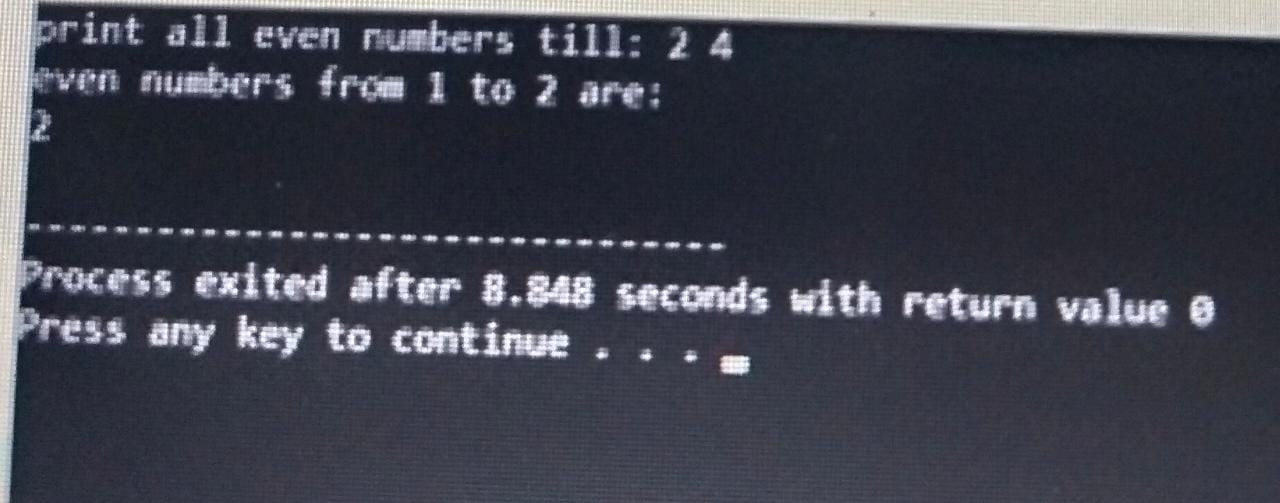 print all even numbers till: 2 4
even numbers from 1 to 2 are:
2
--------------------------------
Process exited after 8.848 seconds with return value 0
Press any key to continue . . .